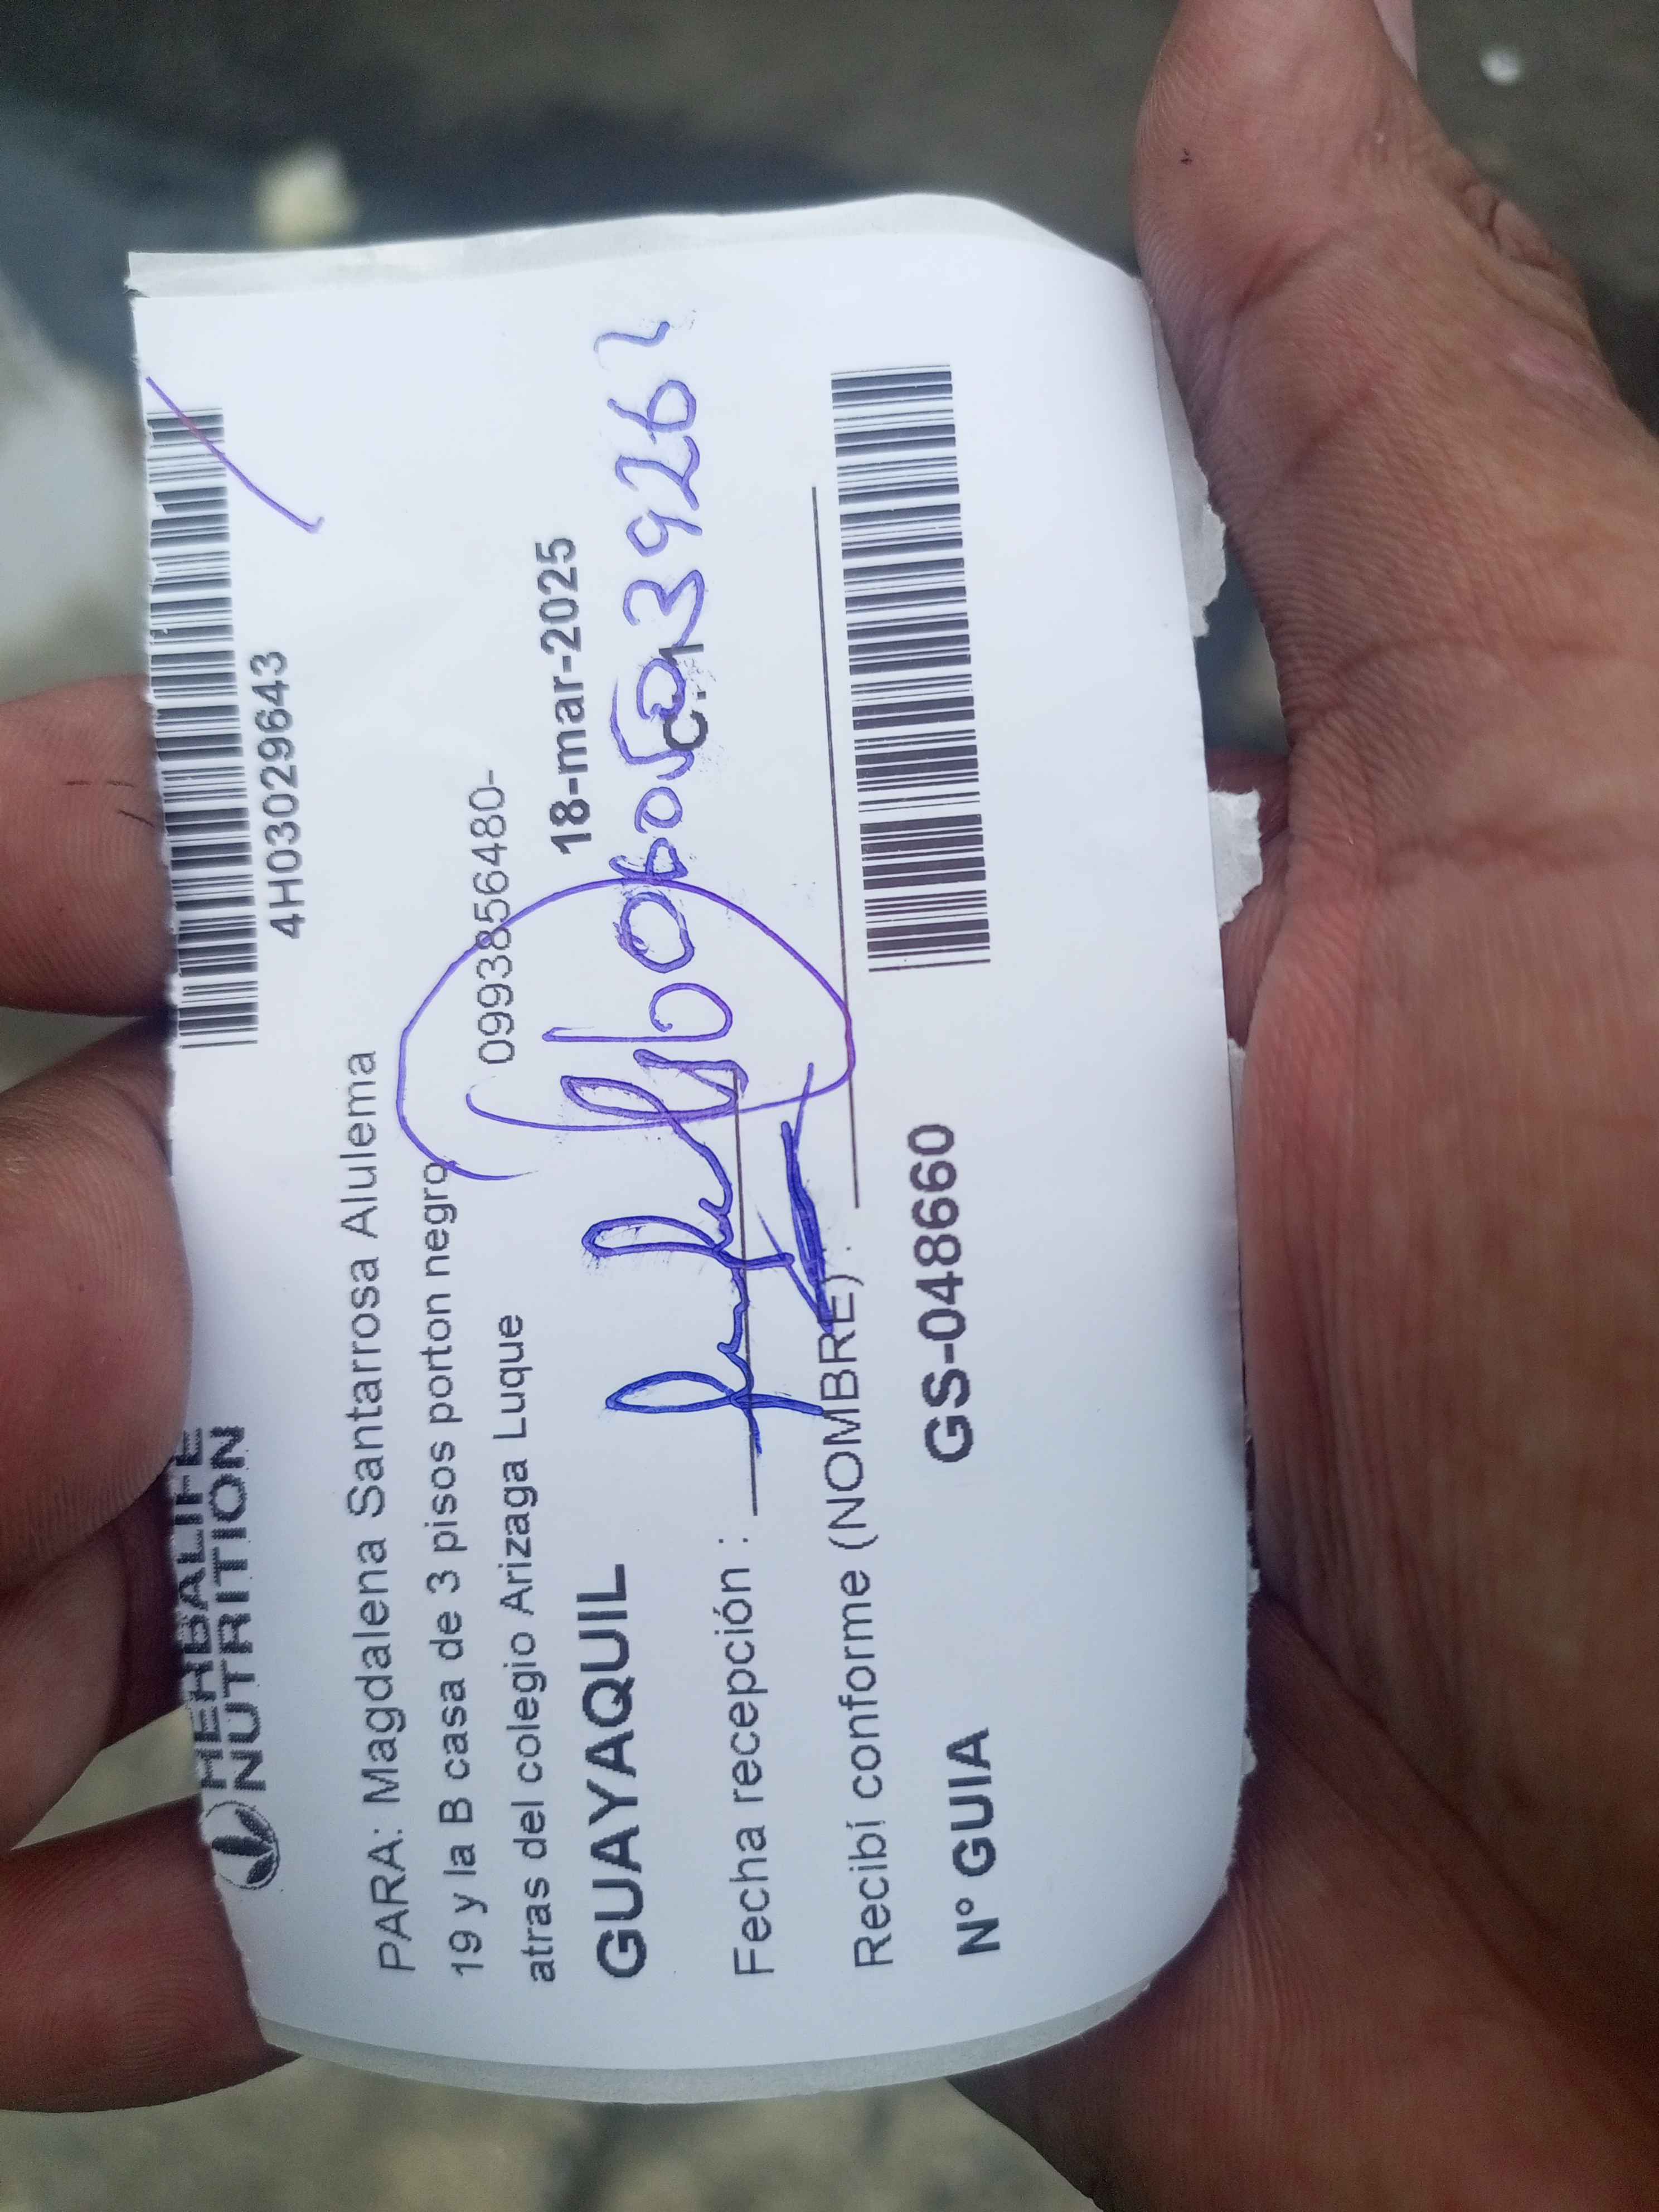 HERBALIFE
NUTRITION
4H03029643
PARA: Magdalena Santarrosa Alulema
19 y la B casa de 3 pisos porton negro
0993856480-
atras del colegio Arizaga Luque
GUAYAQUIL
18-mar-2025
Fecha recepción :
C.I.
Recibí conforme (NOMBRE) :
N° GUIA
GS-048660